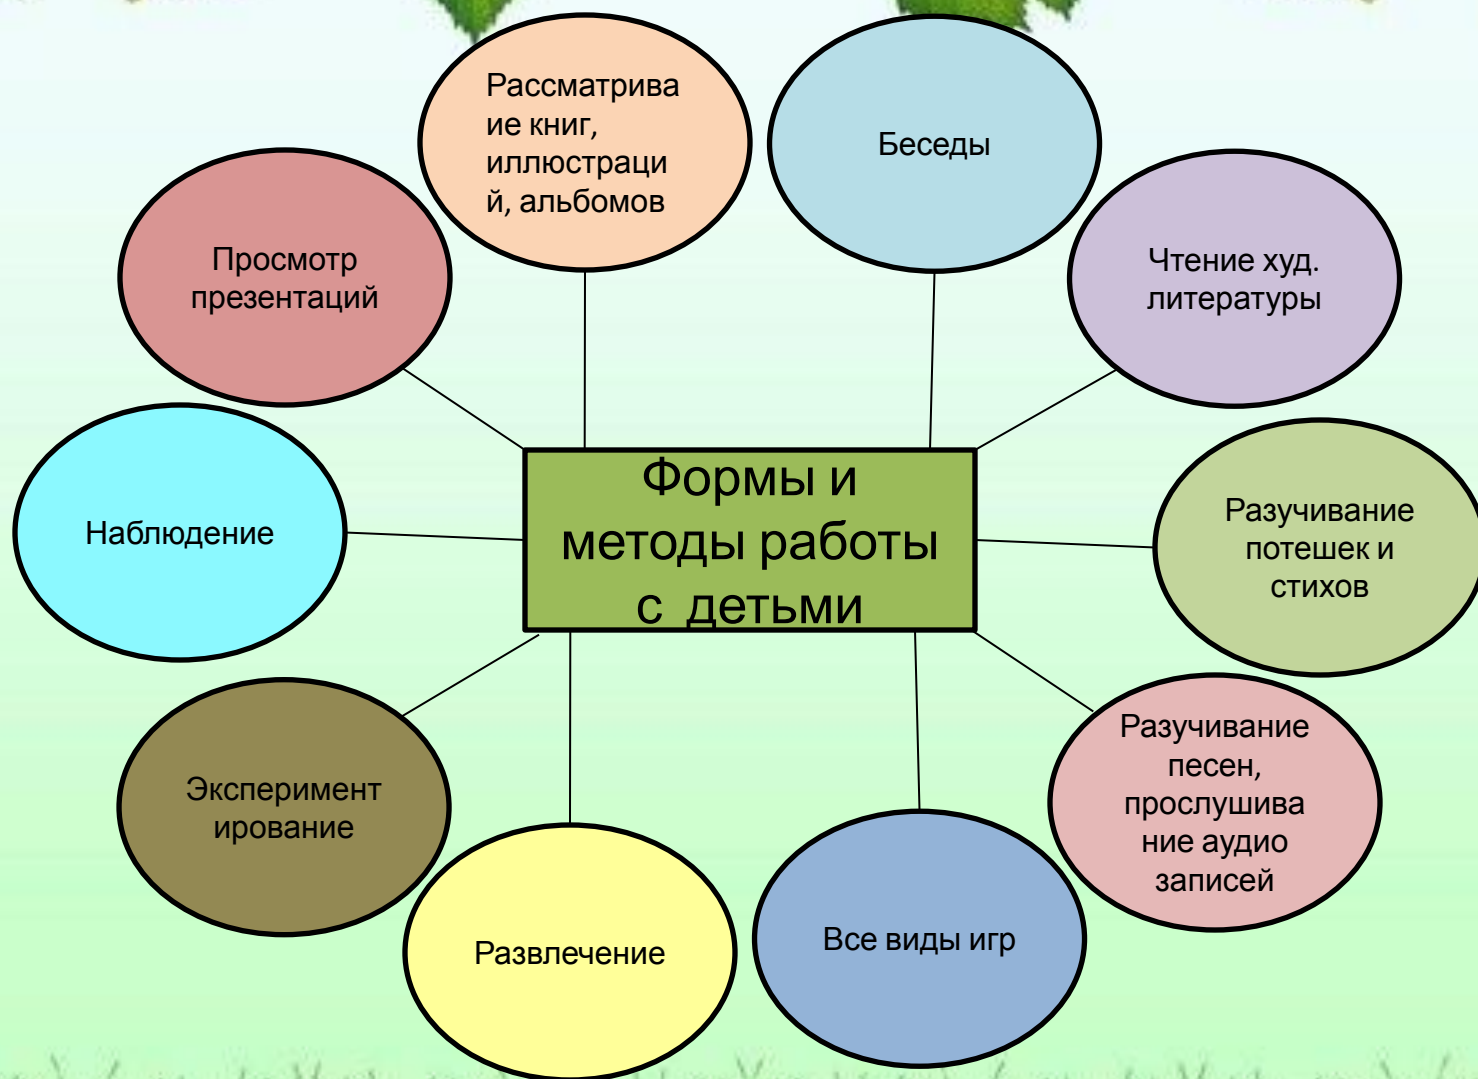 Рассматрива
ие книг,
иллюстраци
й, альбомов
Беседы
Просмотр
презентаций
Чтение худ.
литературы
Формы и
методы работы
с детьми
Наблюдение
Разучивание
потешек и
стихов
Эксперимент
ирование
Разучивание
песен,
прослушива
ние аудио
записей
Развлечение
Все виды игр